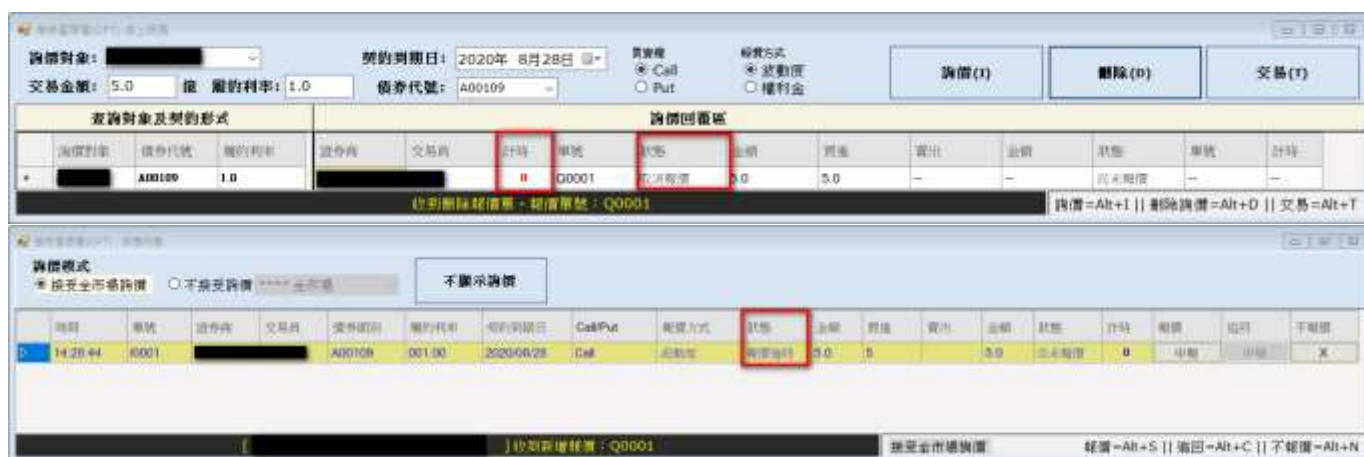 詢價對象: 契約到期日: 2020年 8月28日 買賣權 報價方式
Call 波動度 詢價(I) 刪除(D) 交易(T)
交易金額: 5.0 億 履約利率: 1.0 債券代號: A00109 Put 權利金
查詢對象及契約形式 詢價回覆區
詢價對象 債券代號 履約利率 證券商 交易商 計時 單號 狀態 金額 買進 賣出 金額 狀態 單號 計時
A00109 1.0 0 Q0001 取消報價 5.0 5.0 -- -- 尚未報價 -- --
收到刪除報價單,報價單號:Q0001 詢價=Alt+I || 刪除詢價=Alt+D || 交易=Alt+T
詢價模式
接受全市場詢價 不接受詢價 **** 全市場 不顯示詢價
時間 單號 證券商 交易員 債券期別 履約利率 契約到期日 Call/Put 報價方式 狀態 金額 買進 賣出 金額 狀態 計時 報價 追回 不報價
14:28:44 I0001 A00109 001.00 2020/08/28 Call 波動度 報價逾時 5.0 5 5.0 尚未報價 0 X
[ ]收到新增報價:Q0001 接受全市場詢價 報價=Alt+S || 追回=Alt+C || 不報價=Alt+N